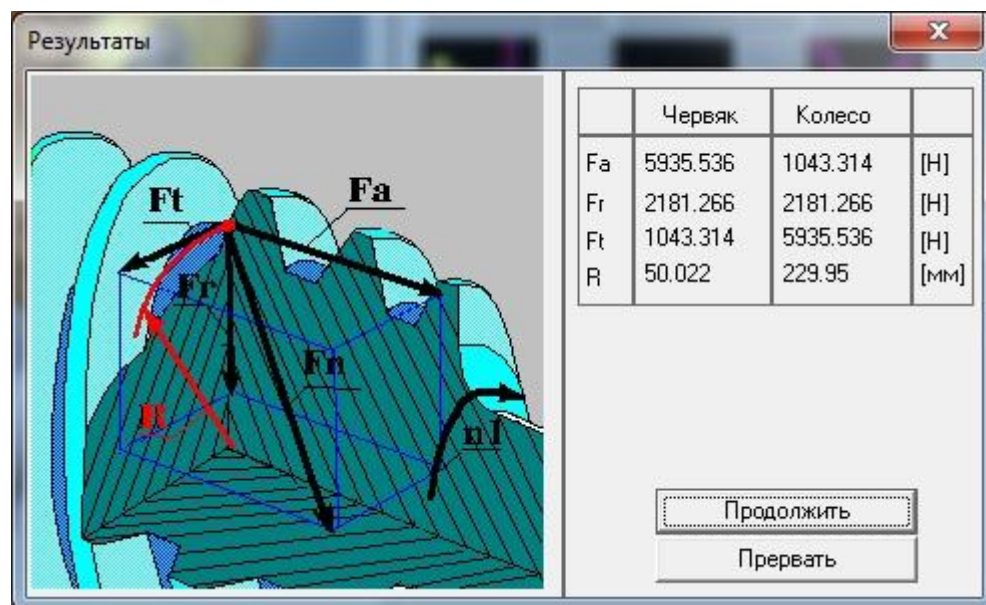 Результаты
Ft
Fa
Fr
Fn
R
n1
Червяк Колесо
Fa 5935.536 1043.314 [Н]
Fr 2181.266 2181.266 [Н]
Ft 1043.314 5935.536 [Н]
R 50.022 229.95 [мм]
Продолжить
Прервать